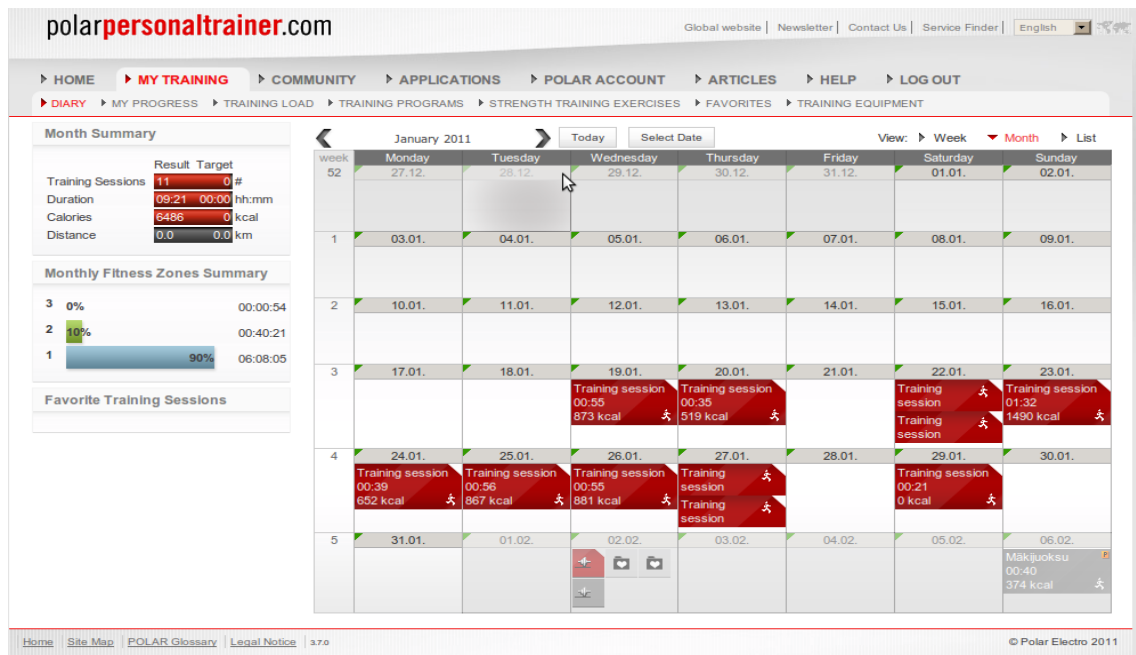 polarpersonaltrainer.com
Global website Newsletter Contact Us Service Finder English
HOME MY TRAINING COMMUNITY APPLICATIONS POLAR ACCOUNT ARTICLES HELP LOG OUT
DIARY MY PROGRESS TRAINING LOAD TRAINING PROGRAMS STRENGTH TRAINING EXERCISES FAVORITES TRAINING EQUIPMENT
Month Summary
Result Target
Training Sessions 11 0 #
Duration 09:21 00:00 hh:mm
Calories 6486 0 kcal
Distance 0.0 0.0 km
Monthly Fitness Zones Summary
3 0% 00:00:54
2 10% 00:40:21
1 90% 06:08:05
Favorite Training Sessions
January 2011 Today Select Date View: Week Month List
week Monday Tuesday Wednesday Thursday Friday Saturday Sunday
52 27.12. 28.12. 29.12. 30.12. 31.12. 01.01. 02.01.
1 03.01. 04.01. 05.01. 06.01. 07.01. 08.01. 09.01.
2 10.01. 11.01. 12.01. 13.01. 14.01. 15.01. 16.01.
3 17.01. 18.01. 19.01. 20.01. 21.01. 22.01. 23.01.
Training session
00:55
873 kcal
Training session
00:35
519 kcal
Training
session
Training
session
Training session
01:32
1490 kcal
4 24.01. 25.01. 26.01. 27.01. 28.01. 29.01. 30.01.
Training session
00:39
652 kcal
Training session
00:56
867 kcal
Training session
00:55
881 kcal
Training
session
Training
session
Training session
00:21
0 kcal
5 31.01. 01.02. 02.02. 03.02. 04.02. 05.02. 06.02.
Mäkijuoksu P
00:40
374 kcal
Home Site Map POLAR Glossary Legal Notice 3.7.0 © Polar Electro 2011